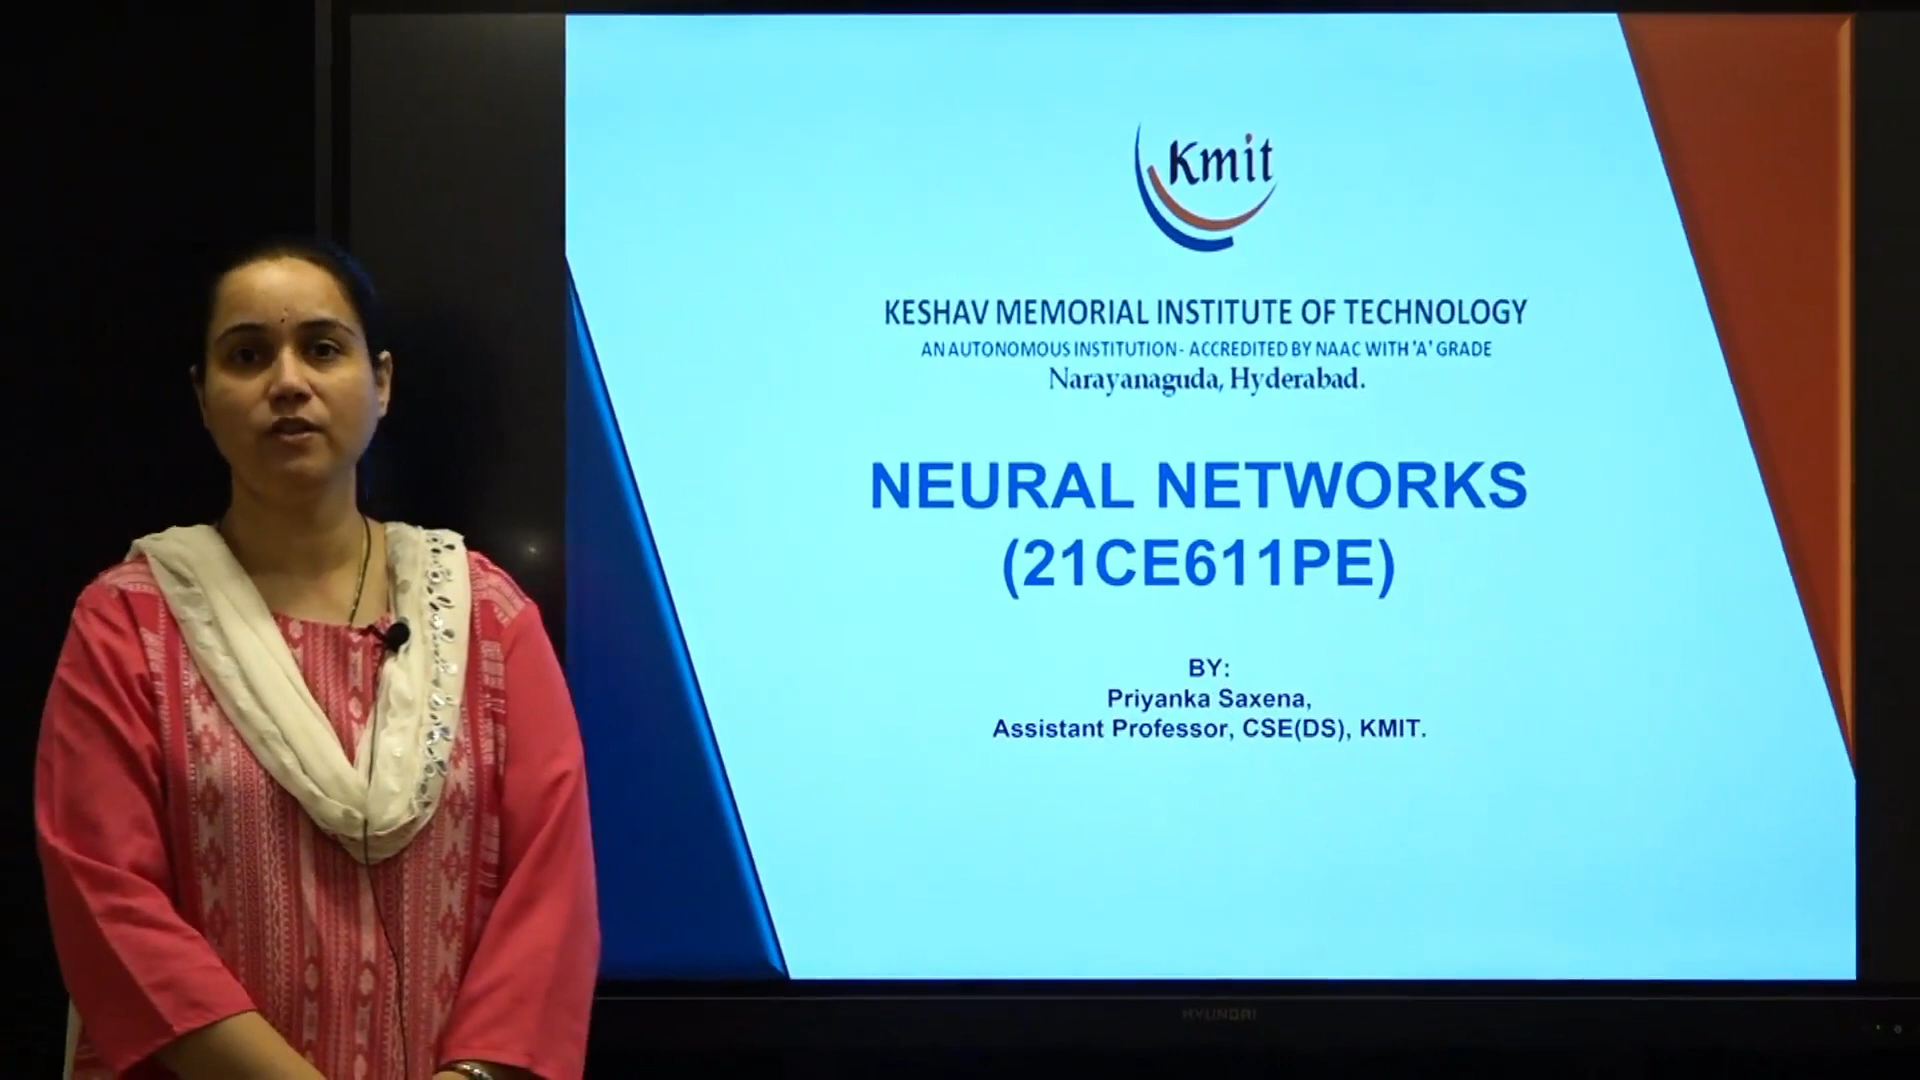 Kmit
KESHAV MEMORIAL INSTITUTE OF TECHNOLOGY
AN AUTONOMOUS INSTITUTION- ACCREDITED BY NAAC WITH 'A' GRADE
Narayanaguda, Hyderabad.
NEURAL NETWORKS
(21CE611PE)
BY:
Priyanka Saxena,
Assistant Professor, CSE(DS), KMIT.
HYUNDAI